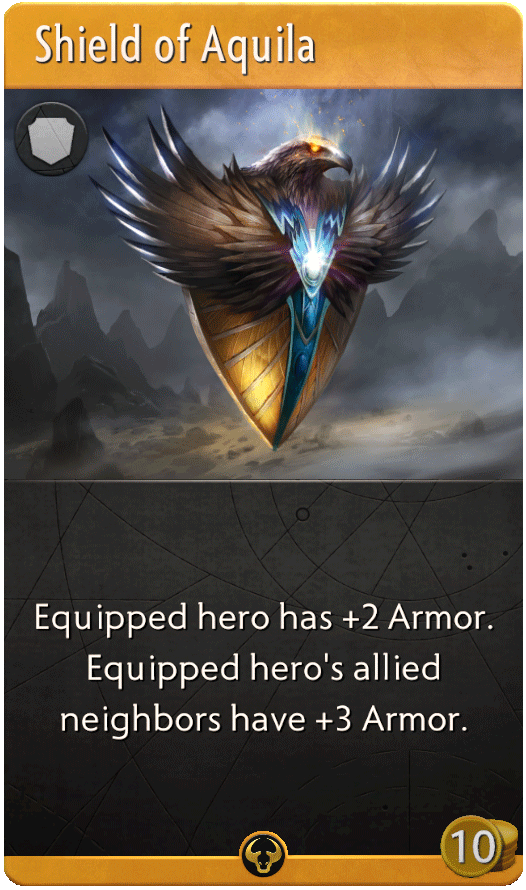 Shield of Aquila
Equipped hero has +2 Armor.
Equipped hero's allied
neighbors have +3 Armor.
10